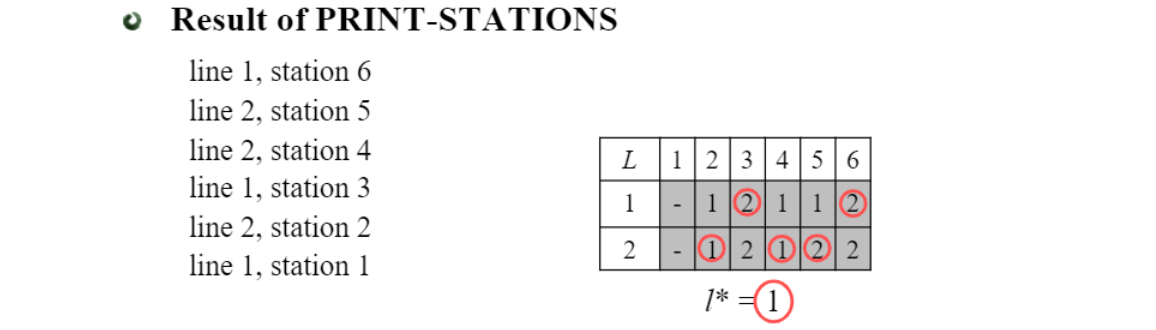 Result of PRINT-STATIONS
line 1, station 6
line 2, station 5
line 2, station 4
line 1, station 3
line 2, station 2
line 1, station 1
L 1 2 3 4 5 6
1 - 1 2 1 1 2
2 - 1 2 1 2 2
l* = 1